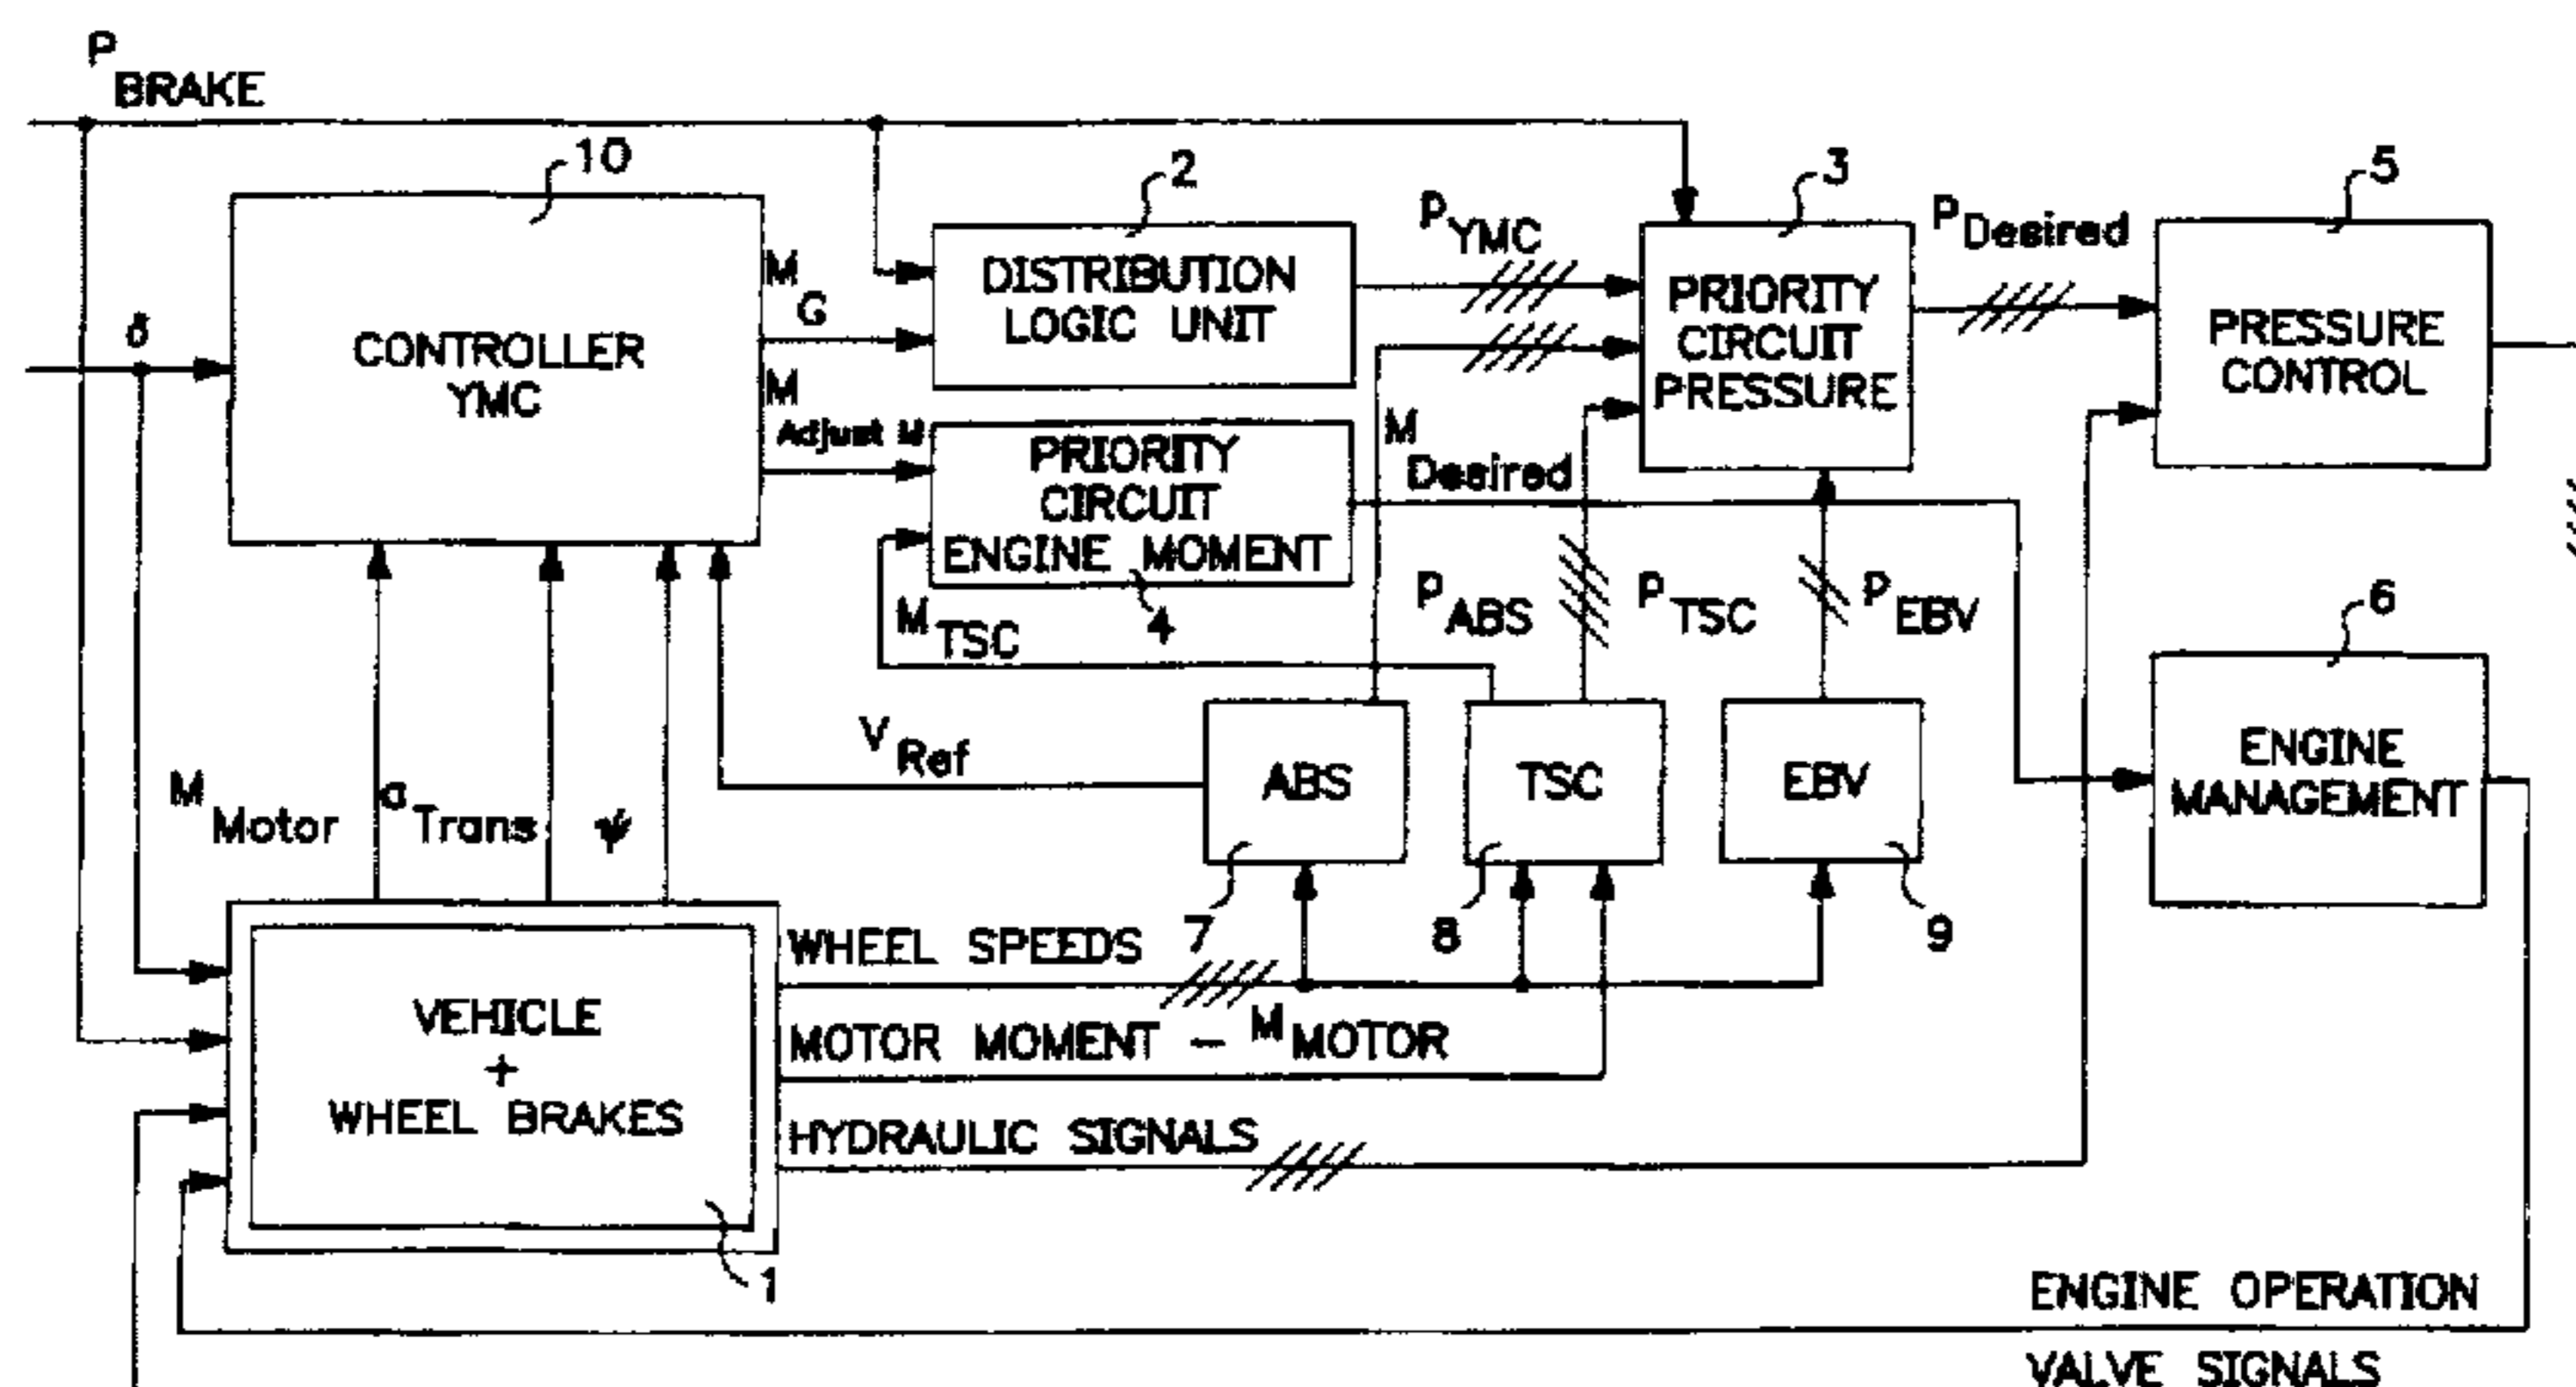 P BRAKE
10
2
3
5
δ
CONTROLLER
YMC
M G
M Adjust M
DISTRIBUTION
LOGIC UNIT
P YMC
PRIORITY
CIRCUIT
PRESSURE
P Desired
PRESSURE
CONTROL
PRIORITY
CIRCUIT
ENGINE MOMENT
4
M Desired
M TSC
P ABS
P TSC
P EBV
6
V Ref
ABS
TSC
EBV
ENGINE
MANAGEMENT
M Motor
a Trans
ψ
7
8
9
WHEEL SPEEDS
MOTOR MOMENT - M MOTOR
HYDRAULIC SIGNALS
VEHICLE
+
WHEEL BRAKES
1
ENGINE OPERATION
VALVE SIGNALS